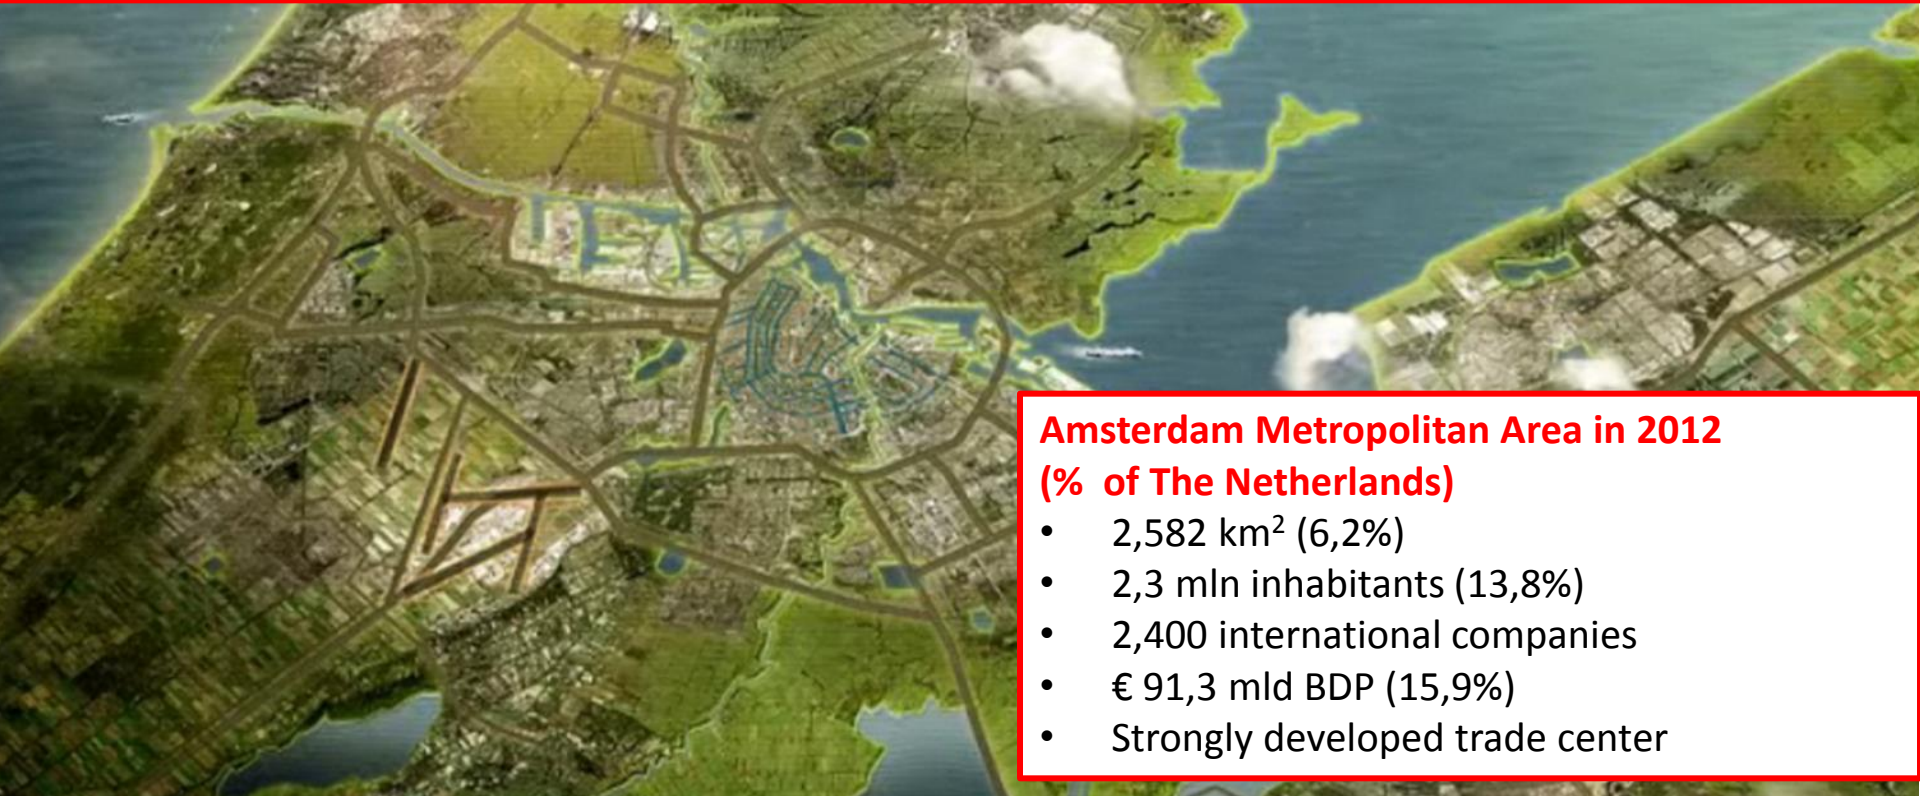 Amsterdam Metropolitan Area in 2012
(%  of The Netherlands)
• 2,582 km² (6,2%)
• 2,3 mln inhabitants (13,8%)
• 2,400 international companies
• € 91,3 mld BDP (15,9%)
• Strongly developed trade center